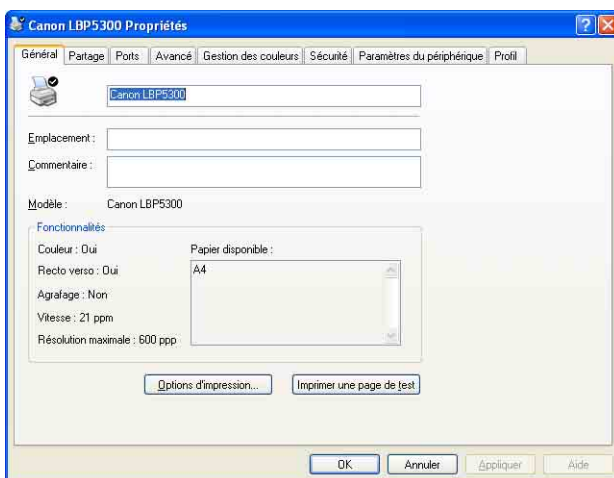 Canon LBP5300 Propriétés
Général Partage Ports Avancé Gestion des couleurs Sécurité Paramètres du périphérique Profil
Canon LBP5300
Emplacement :
Commentaire :
Modèle : Canon LBP5300
Fonctionnalités
Couleur : Oui Papier disponible :
Recto verso : Oui A4
Agrafage : Non
Vitesse : 21 ppm
Résolution maximale : 600 ppp
Options d'impression... Imprimer une page de test
OK Annuler Appliquer Aide